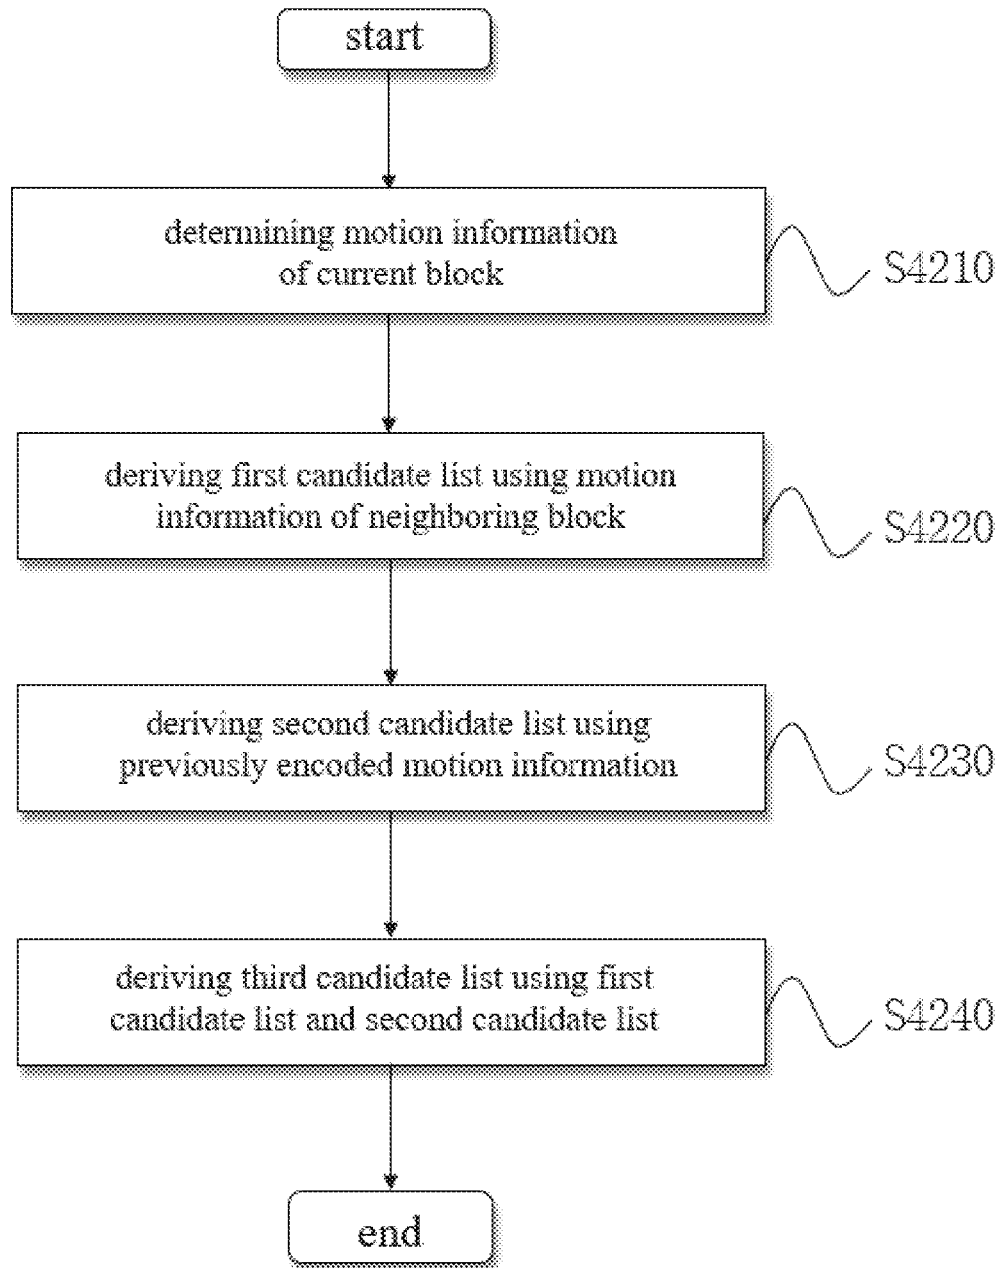 start
determining motion information
of current block
S4210
deriving first candidate list using motion
information of neighboring block
S4220
deriving second candidate list using
previously encoded motion information
S4230
deriving third candidate list using first
candidate list and second candidate list
S4240
end